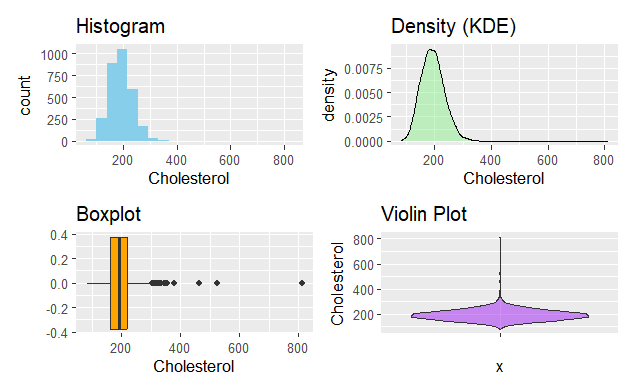 Histogram
1000
750
500
250
0
count
200 400 600 800
Cholesterol
Density (KDE)
0.0075
0.0050
0.0025
0.0000
density
200 400 600 800
Cholesterol
Boxplot
0.4
0.2
0.0
-0.2
-0.4
200 400 600 800
Cholesterol
Violin Plot
800
600
400
200
Cholesterol
x